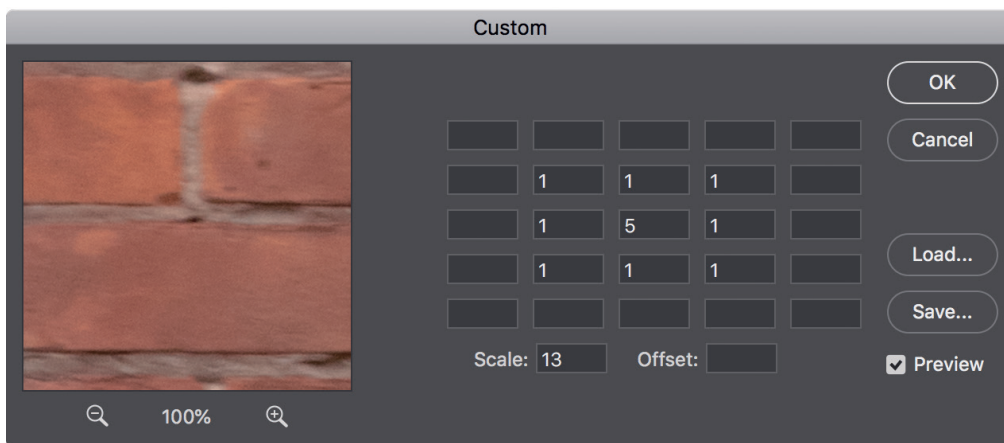 Custom
OK
Cancel
1 1 1
1 5 1
1 1 1
Load...
Save...
Scale: 13 Offset:
Preview
100%